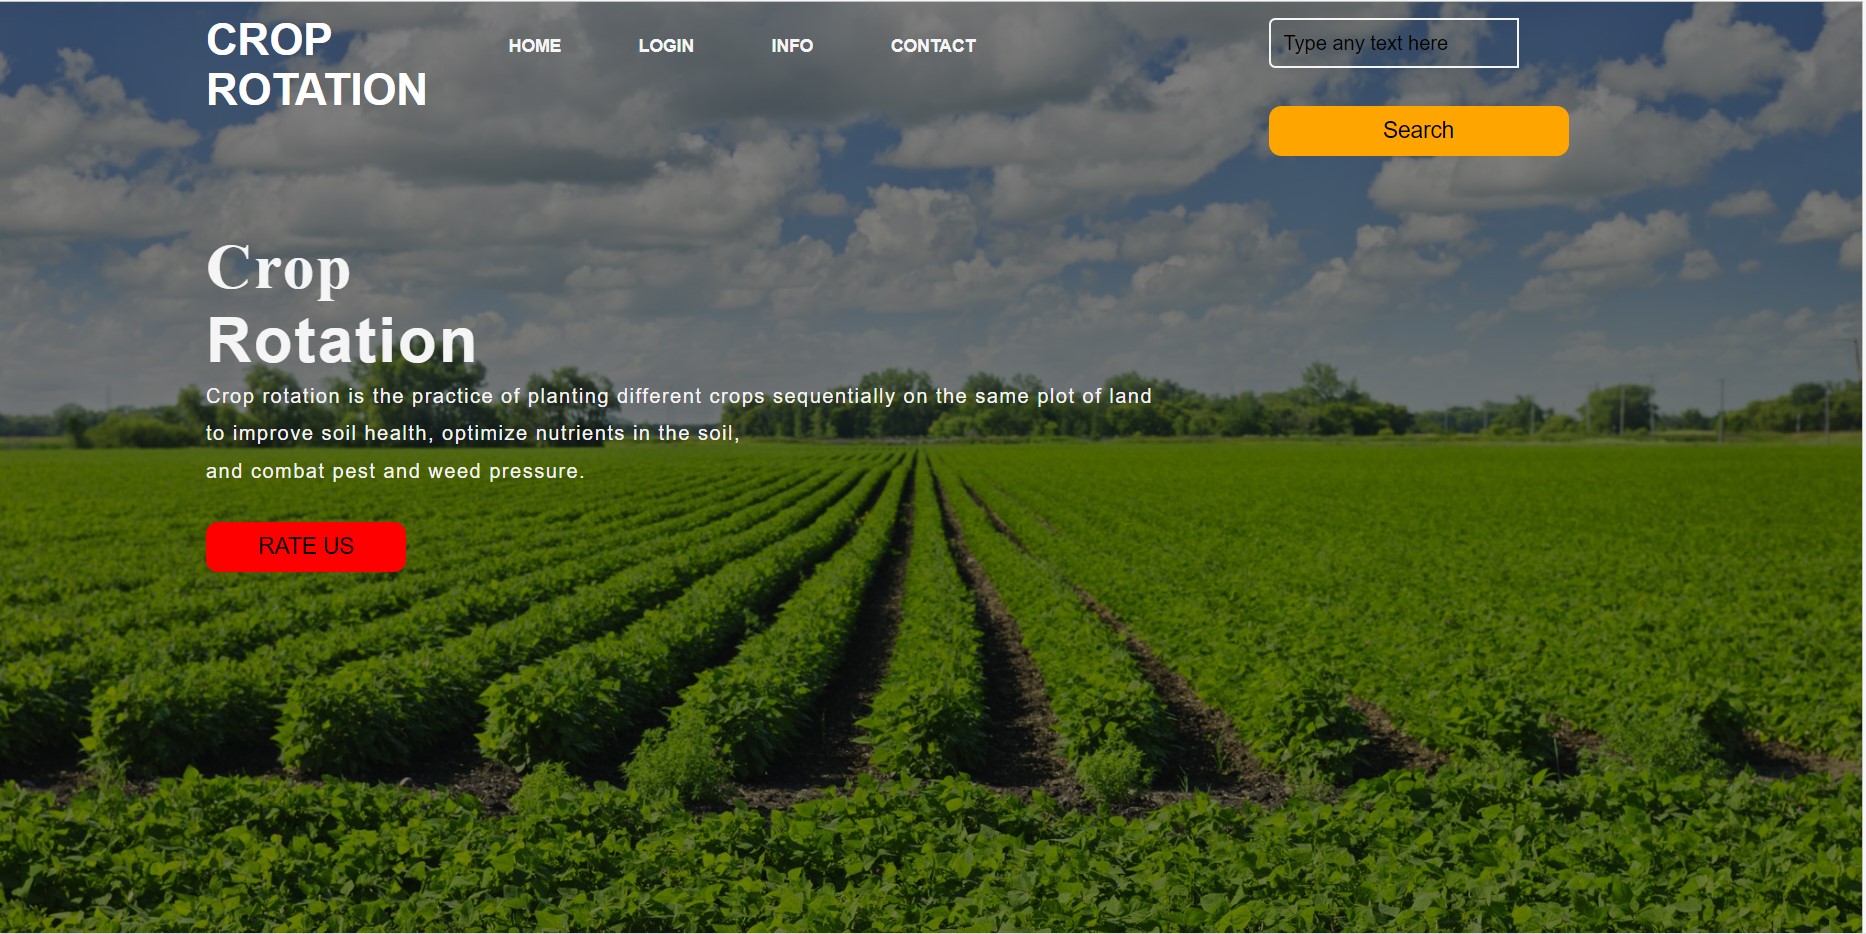 CROP
ROTATION
HOME
LOGIN
INFO
CONTACT
Type any text here
Search
Crop
Rotation
Crop rotation is the practice of planting different crops sequentially on the same plot of land
to improve soil health, optimize nutrients in the soil,
and combat pest and weed pressure.
RATE US